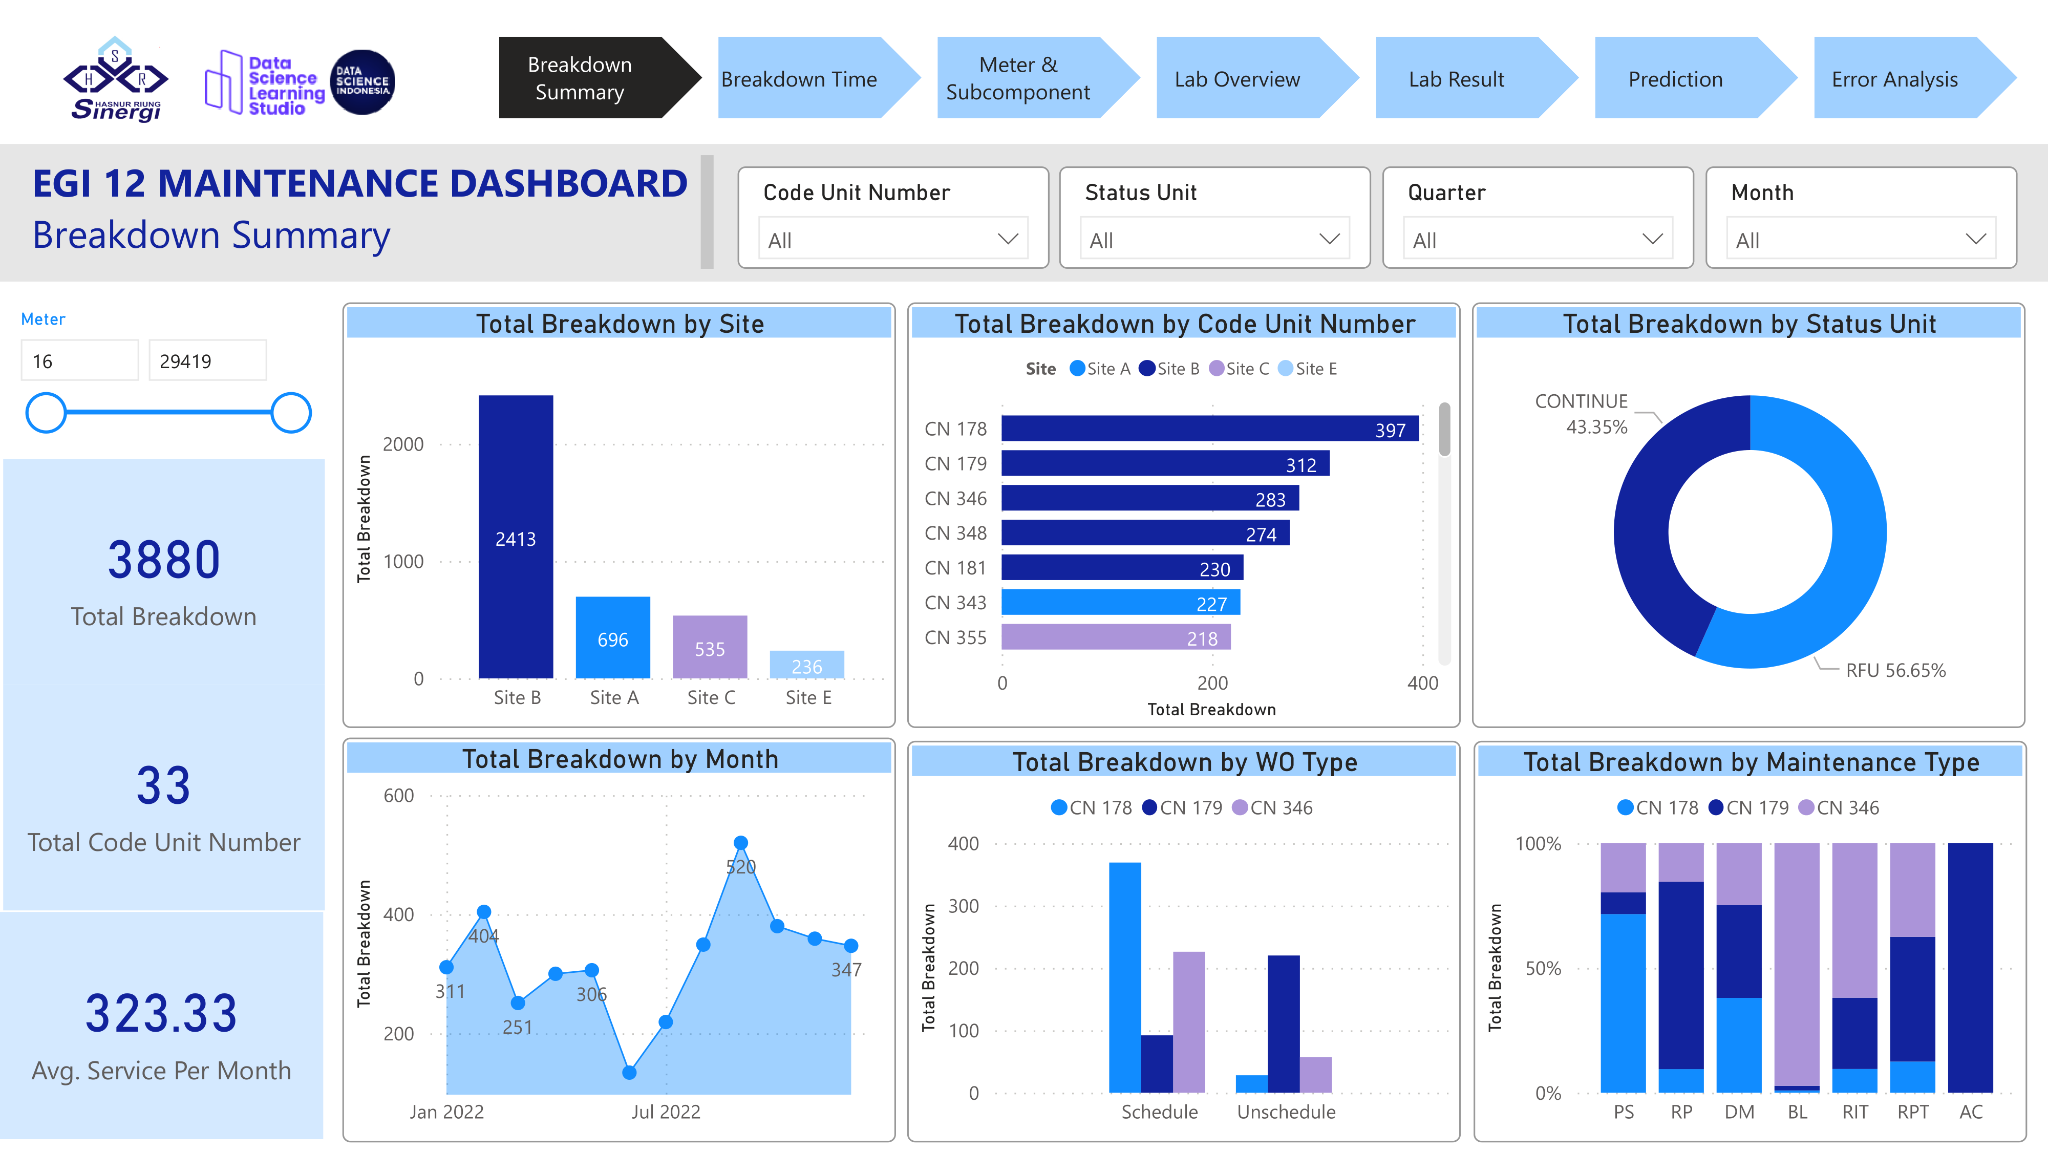 H S R
HASNUR RIUNG
Sinergi
Data
Science
Learning
Studio
DATA
SCIENCE
INDONESIA
Breakdown
Summary
Breakdown Time
Meter &
Subcomponent
Lab Overview
Lab Result
Prediction
Error Analysis
EGI 12 MAINTENANCE DASHBOARD
Breakdown Summary
Code Unit Number
All
Status Unit
All
Quarter
All
Month
All
Meter
16
29419
3880
Total Breakdown
33
Total Code Unit Number
323.33
Avg. Service Per Month
Total Breakdown by Site
Total Breakdown
2000
1000
0
2413
696
535
236
Site B
Site A
Site C
Site E
Total Breakdown by Code Unit Number
Site Site A Site B Site C Site E
CN 178 397
CN 179 312
CN 346 283
CN 348 274
CN 181 230
CN 343 227
CN 355 218
0 200 400
Total Breakdown
Total Breakdown by Status Unit
CONTINUE
43.35%
RFU 56.65%
Total Breakdown by Month
Total Breakdown
600
400
200
311
404
251
306
520
347
Jan 2022
Jul 2022
Total Breakdown by WO Type
CN 178 CN 179 CN 346
Total Breakdown
400
300
200
100
0
Schedule
Unschedule
Total Breakdown by Maintenance Type
CN 178 CN 179 CN 346
Total Breakdown
100%
50%
0%
PS RP DM BL RIT RPT AC